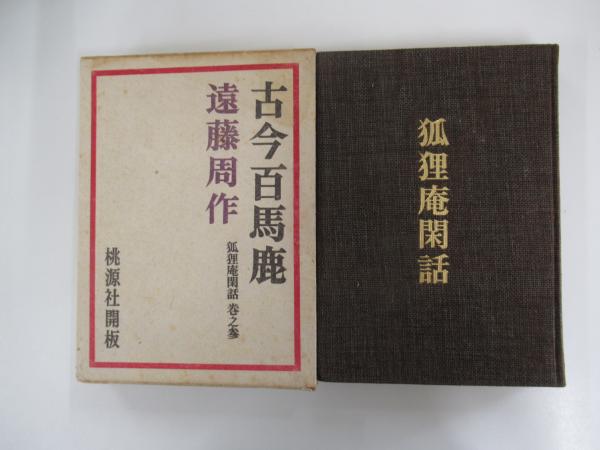 古今百馬鹿
遠藤周作
狐狸庵閑話 巻之参
桃源社開板
狐狸庵閑話